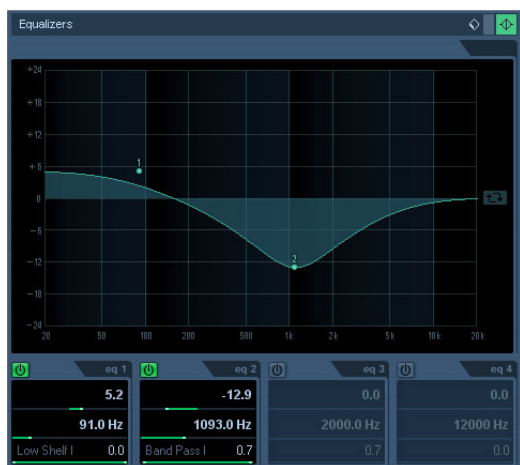 Equalizers
+24
+18
+12
+6
0
-6
-12
-18
-24
1
2
20 50 100 200 500 1k 2k 5k 10k 20k
eq 1 eq 2 eq 3 eq 4
5.2 -12.9 0.0 0.0
91.0 Hz 1093.0 Hz 2000.0 Hz 12000 Hz
Low Shelf I 0.0 Band Pass I 0.7 0.7 0.0